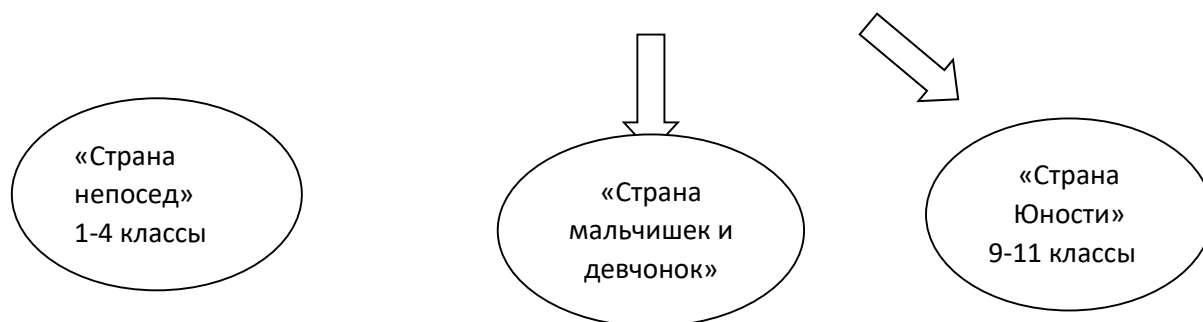 «Страна
непосед»
1-4 классы
«Страна
мальчишек и
девчонок»
«Страна
Юности»
9-11 классы